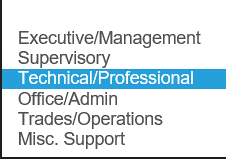 Executive/Management
Supervisory
Technical/Professional
Office/Admin
Trades/Operations
Misc. Support